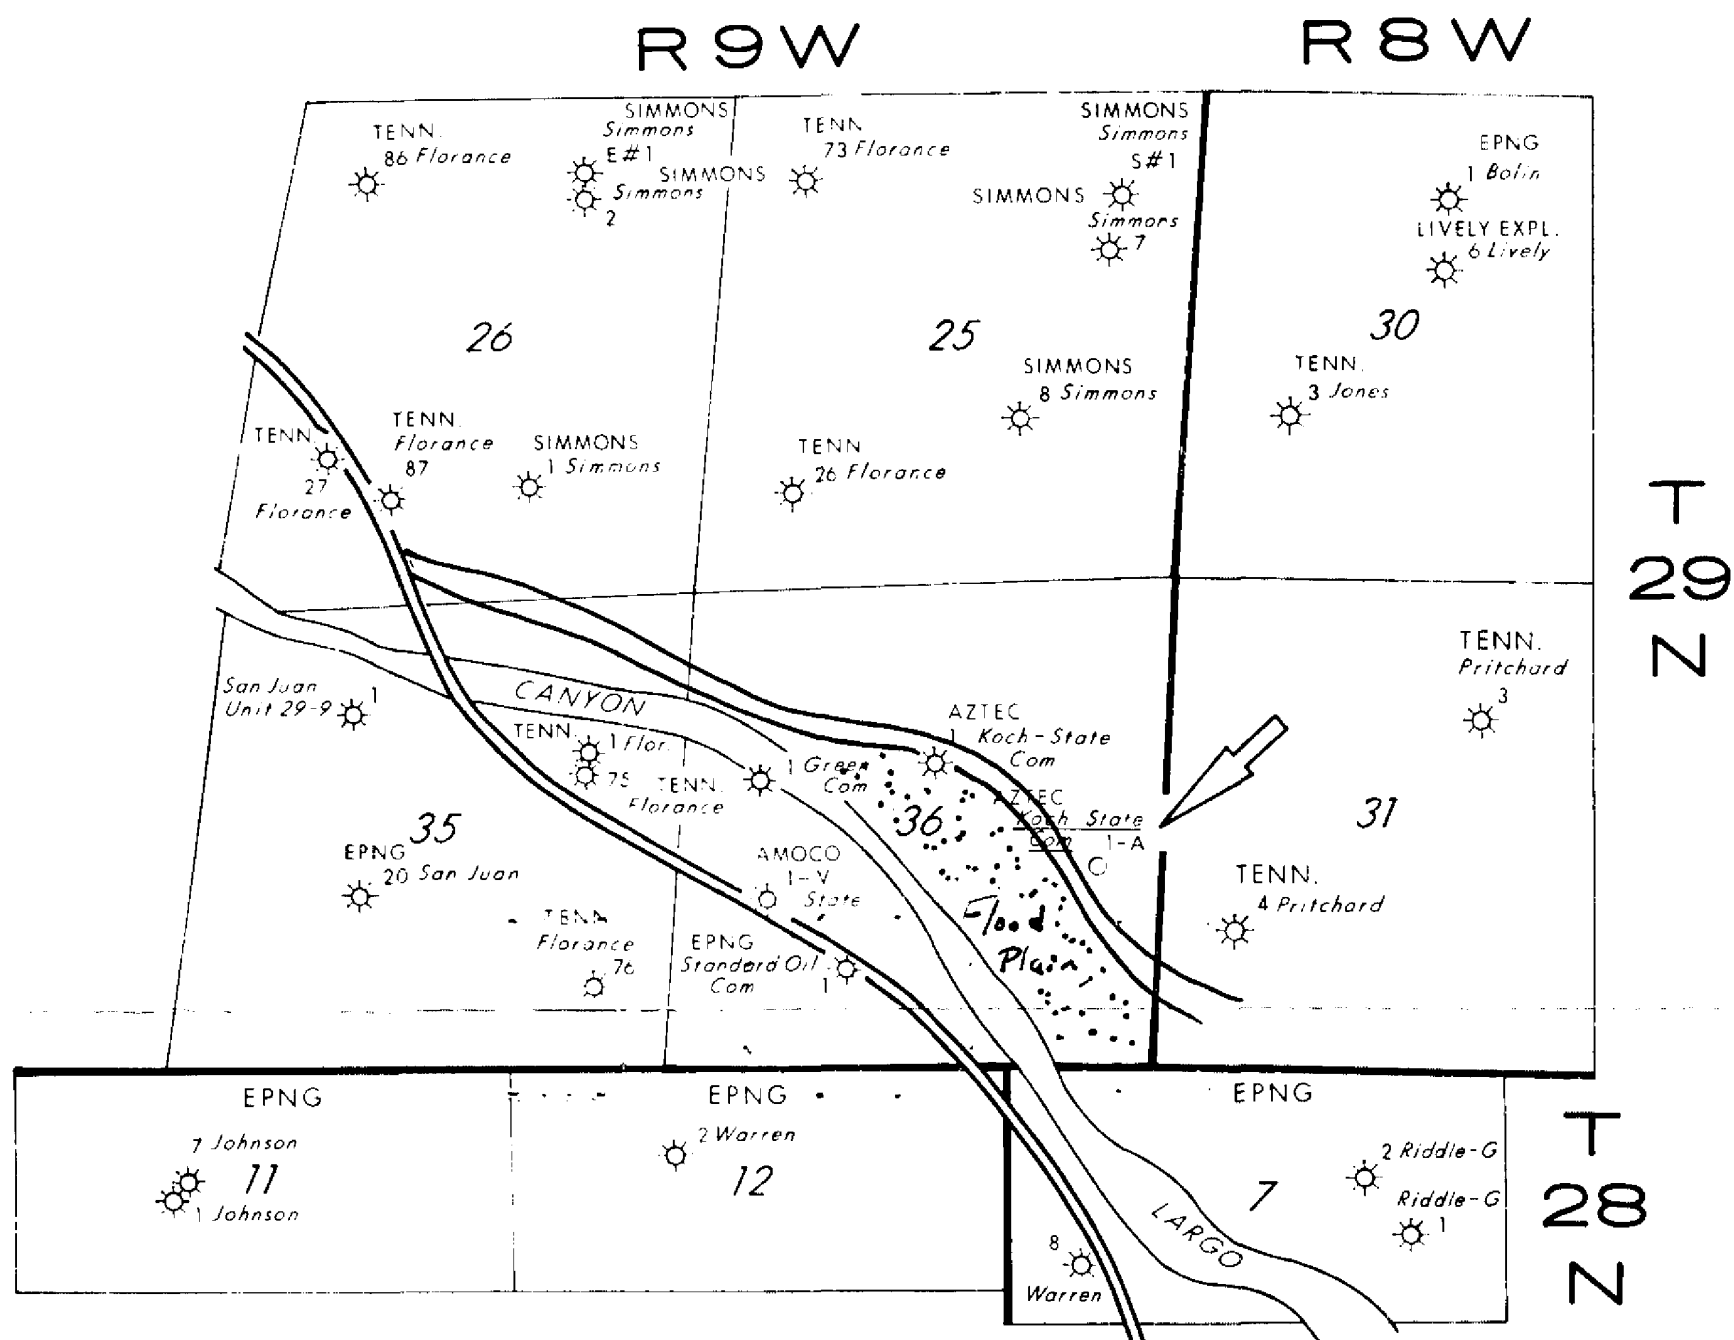 R 9 W
R 8 W
TENN.
86 Florance
SIMMONS
Simmons
E#1
SIMMONS
Simmons
2
TENN
73 Florance
SIMMONS
Simmons
S#1
SIMMONS
Simmons
7
EPNG
1 Bolin
LIVELY EXPL.
6 Lively
26
25
30
SIMMONS
8 Simmons
TENN.
3 Jones
TENN.
27
Florance
TENN.
Florance
87
SIMMONS
1 Simmons
TENN
26 Florance
T
29
N
San Juan
Unit 29-9
1
CANYON
TENN.
1 Flor.
75
TENN.
Florance
1 Green
Com
AZTEC
1 Koch-State
Com
AZTEC
Koch State
Com 1-A
TENN.
Pritchard
3
35
36
31
EPNG
20 San Juan
AMOCO
1-V
State
Flood
Plain
TENN.
4 Pritchard
TENN
Florance
76
EPNG
Standard Oil
Com
1
EPNG
EPNG
EPNG
7 Johnson
11
1 Johnson
2 Warren
12
2 Riddle-G
7
Riddle-G
1
LARGO
8
Warren
T
28
N